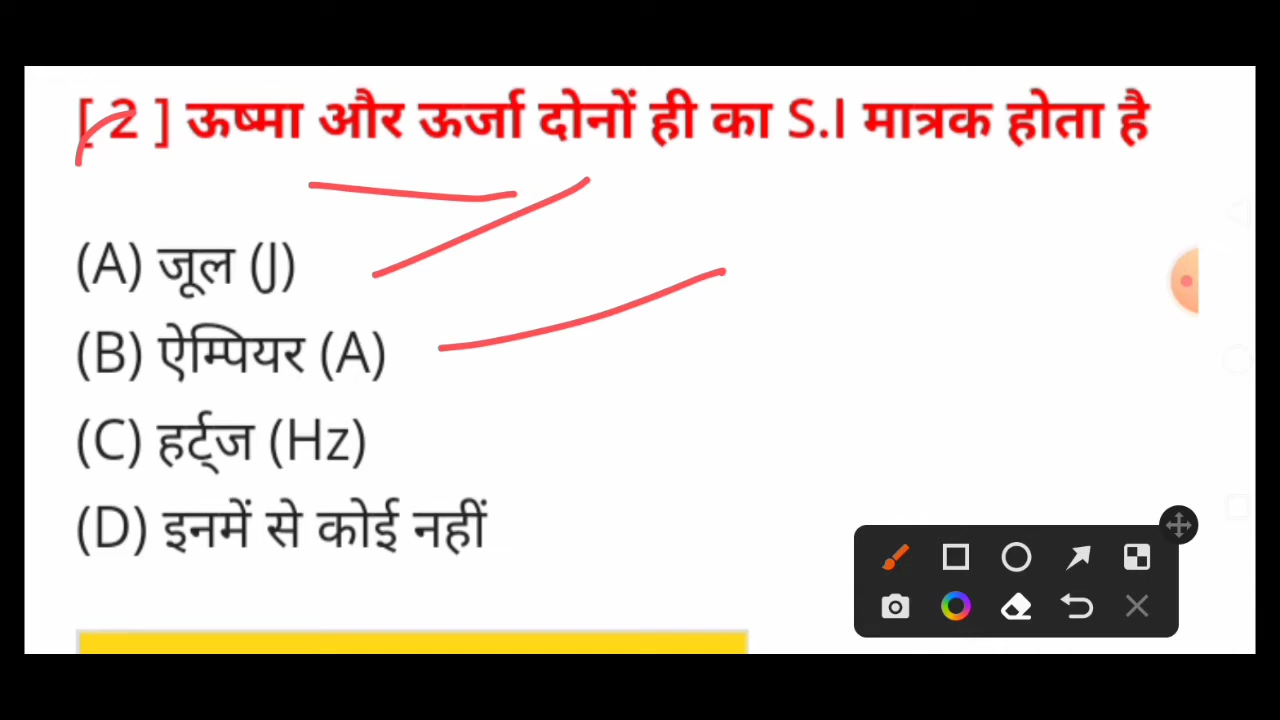 [ 2 ] ऊष्मा और ऊर्जा दोनों ही का S.I मात्रक होता है
(A) जूल (J)
(B) ऐम्पियर (A)
(C) हर्ट्ज (Hz)
(D) इनमें से कोई नहीं